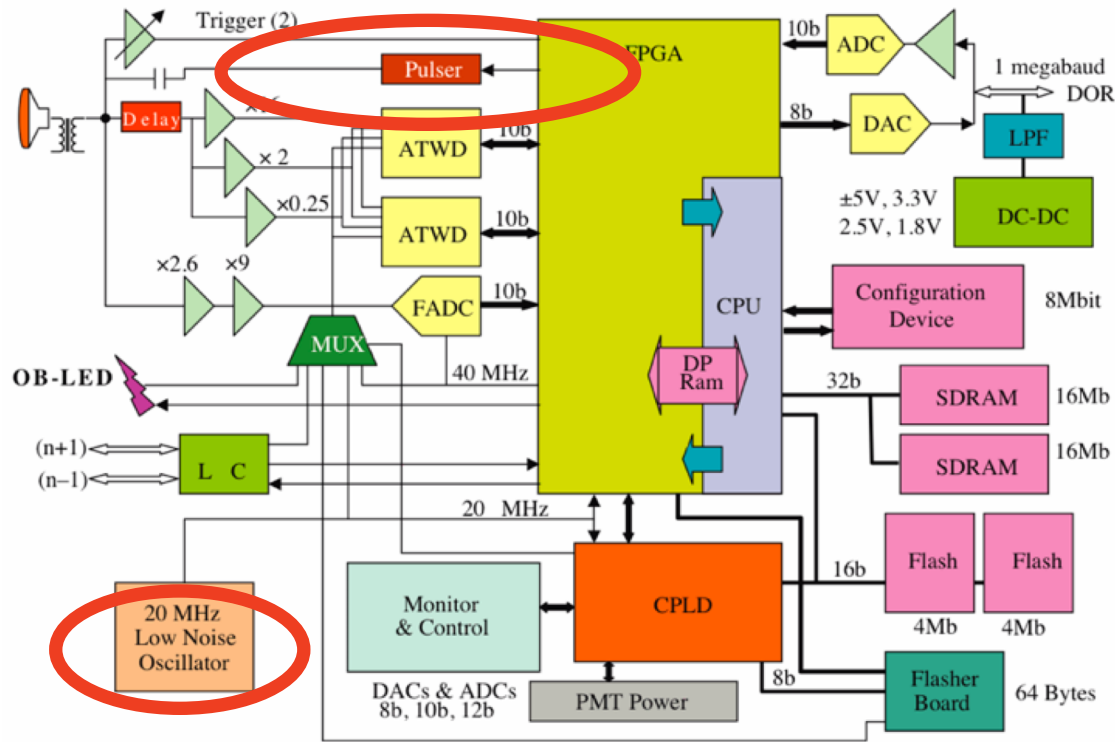 Trigger (2)
Pulser
FPGA
10b
ADC
1 megabaud
DOR
8b
DAC
LPF
DC-DC
±5V, 3.3V
2.5V, 1.8V
Delay
× 2
×0.25
ATWD
10b
ATWD
10b
×2.6
×9
FADC
10b
MUX
OB-LED
40 MHz
CPU
DP
Ram
Configuration
Device
8Mbit
32b
SDRAM
16Mb
SDRAM
16Mb
(n+1)
(n–1)
L C
20 MHz
20 MHz
Low Noise
Oscillator
Monitor
& Control
DACs & ADCs
8b, 10b, 12b
CPLD
PMT Power
16b
Flash
Flash
4Mb
4Mb
8b
Flasher
Board
64 Bytes